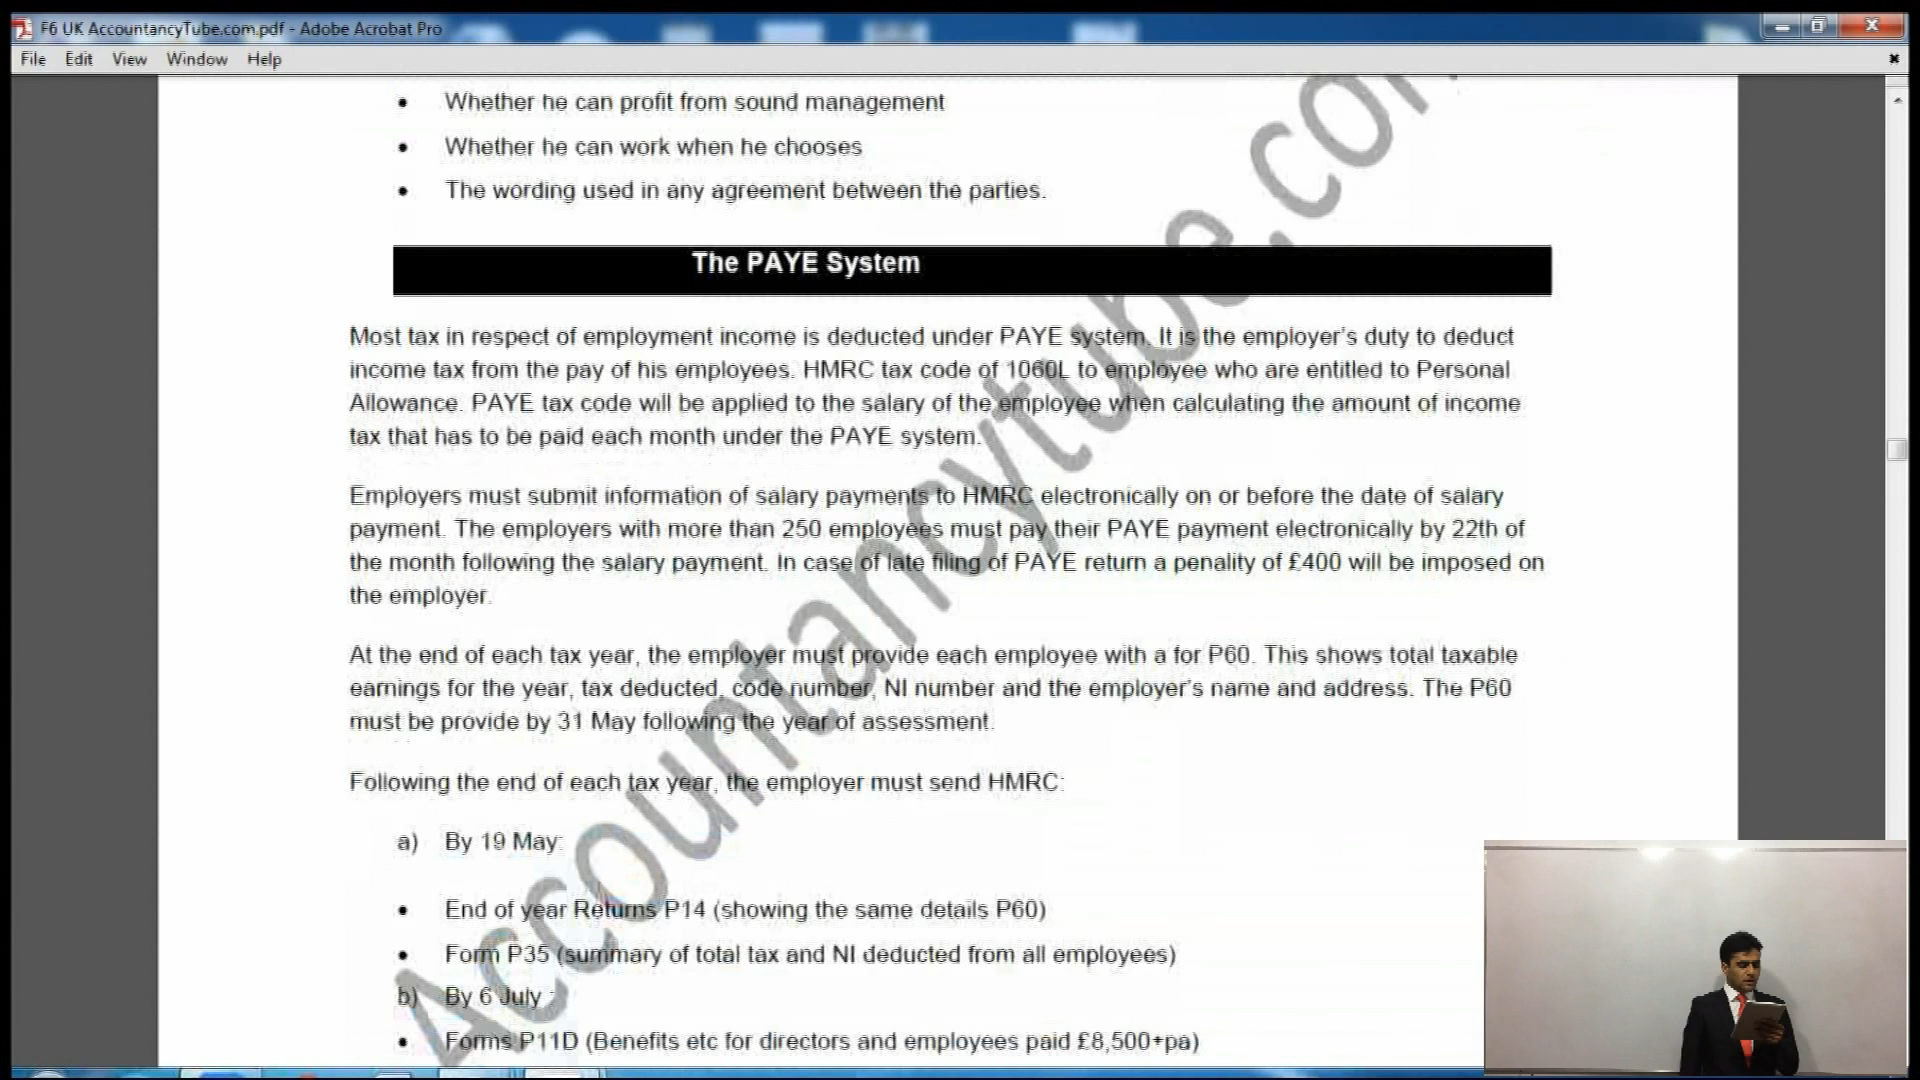 F6 UK AccountancyTube.com.pdf - Adobe Acrobat Pro
File Edit View Window Help
• Whether he can profit from sound management
• Whether he can work when he chooses
• The wording used in any agreement between the parties.
The PAYE System
Most tax in respect of employment income is deducted under PAYE system. It is the employer's duty to deduct
income tax from the pay of his employees. HMRC tax code of 1060L to employee who are entitled to Personal
Allowance. PAYE tax code will be applied to the salary of the employee when calculating the amount of income
tax that has to be paid each month under the PAYE system.
Employers must submit information of salary payments to HMRC electronically on or before the date of salary
payment. The employers with more than 250 employees must pay their PAYE payment electronically by 22th of
the month following the salary payment. In case of late filing of PAYE return a penality of £400 will be imposed on
the employer.
At the end of each tax year, the employer must provide each employee with a for P60. This shows total taxable
earnings for the year, tax deducted, code number, NI number and the employer's name and address. The P60
must be provide by 31 May following the year of assessment.
Following the end of each tax year, the employer must send HMRC:
a) By 19 May:
• End of year Returns P14 (showing the same details P60)
• Form P35 (summary of total tax and NI deducted from all employees)
b) By 6 July :
• Forms P11D (Benefits etc for directors and employees paid £8,500+pa)
Accountancytube.com